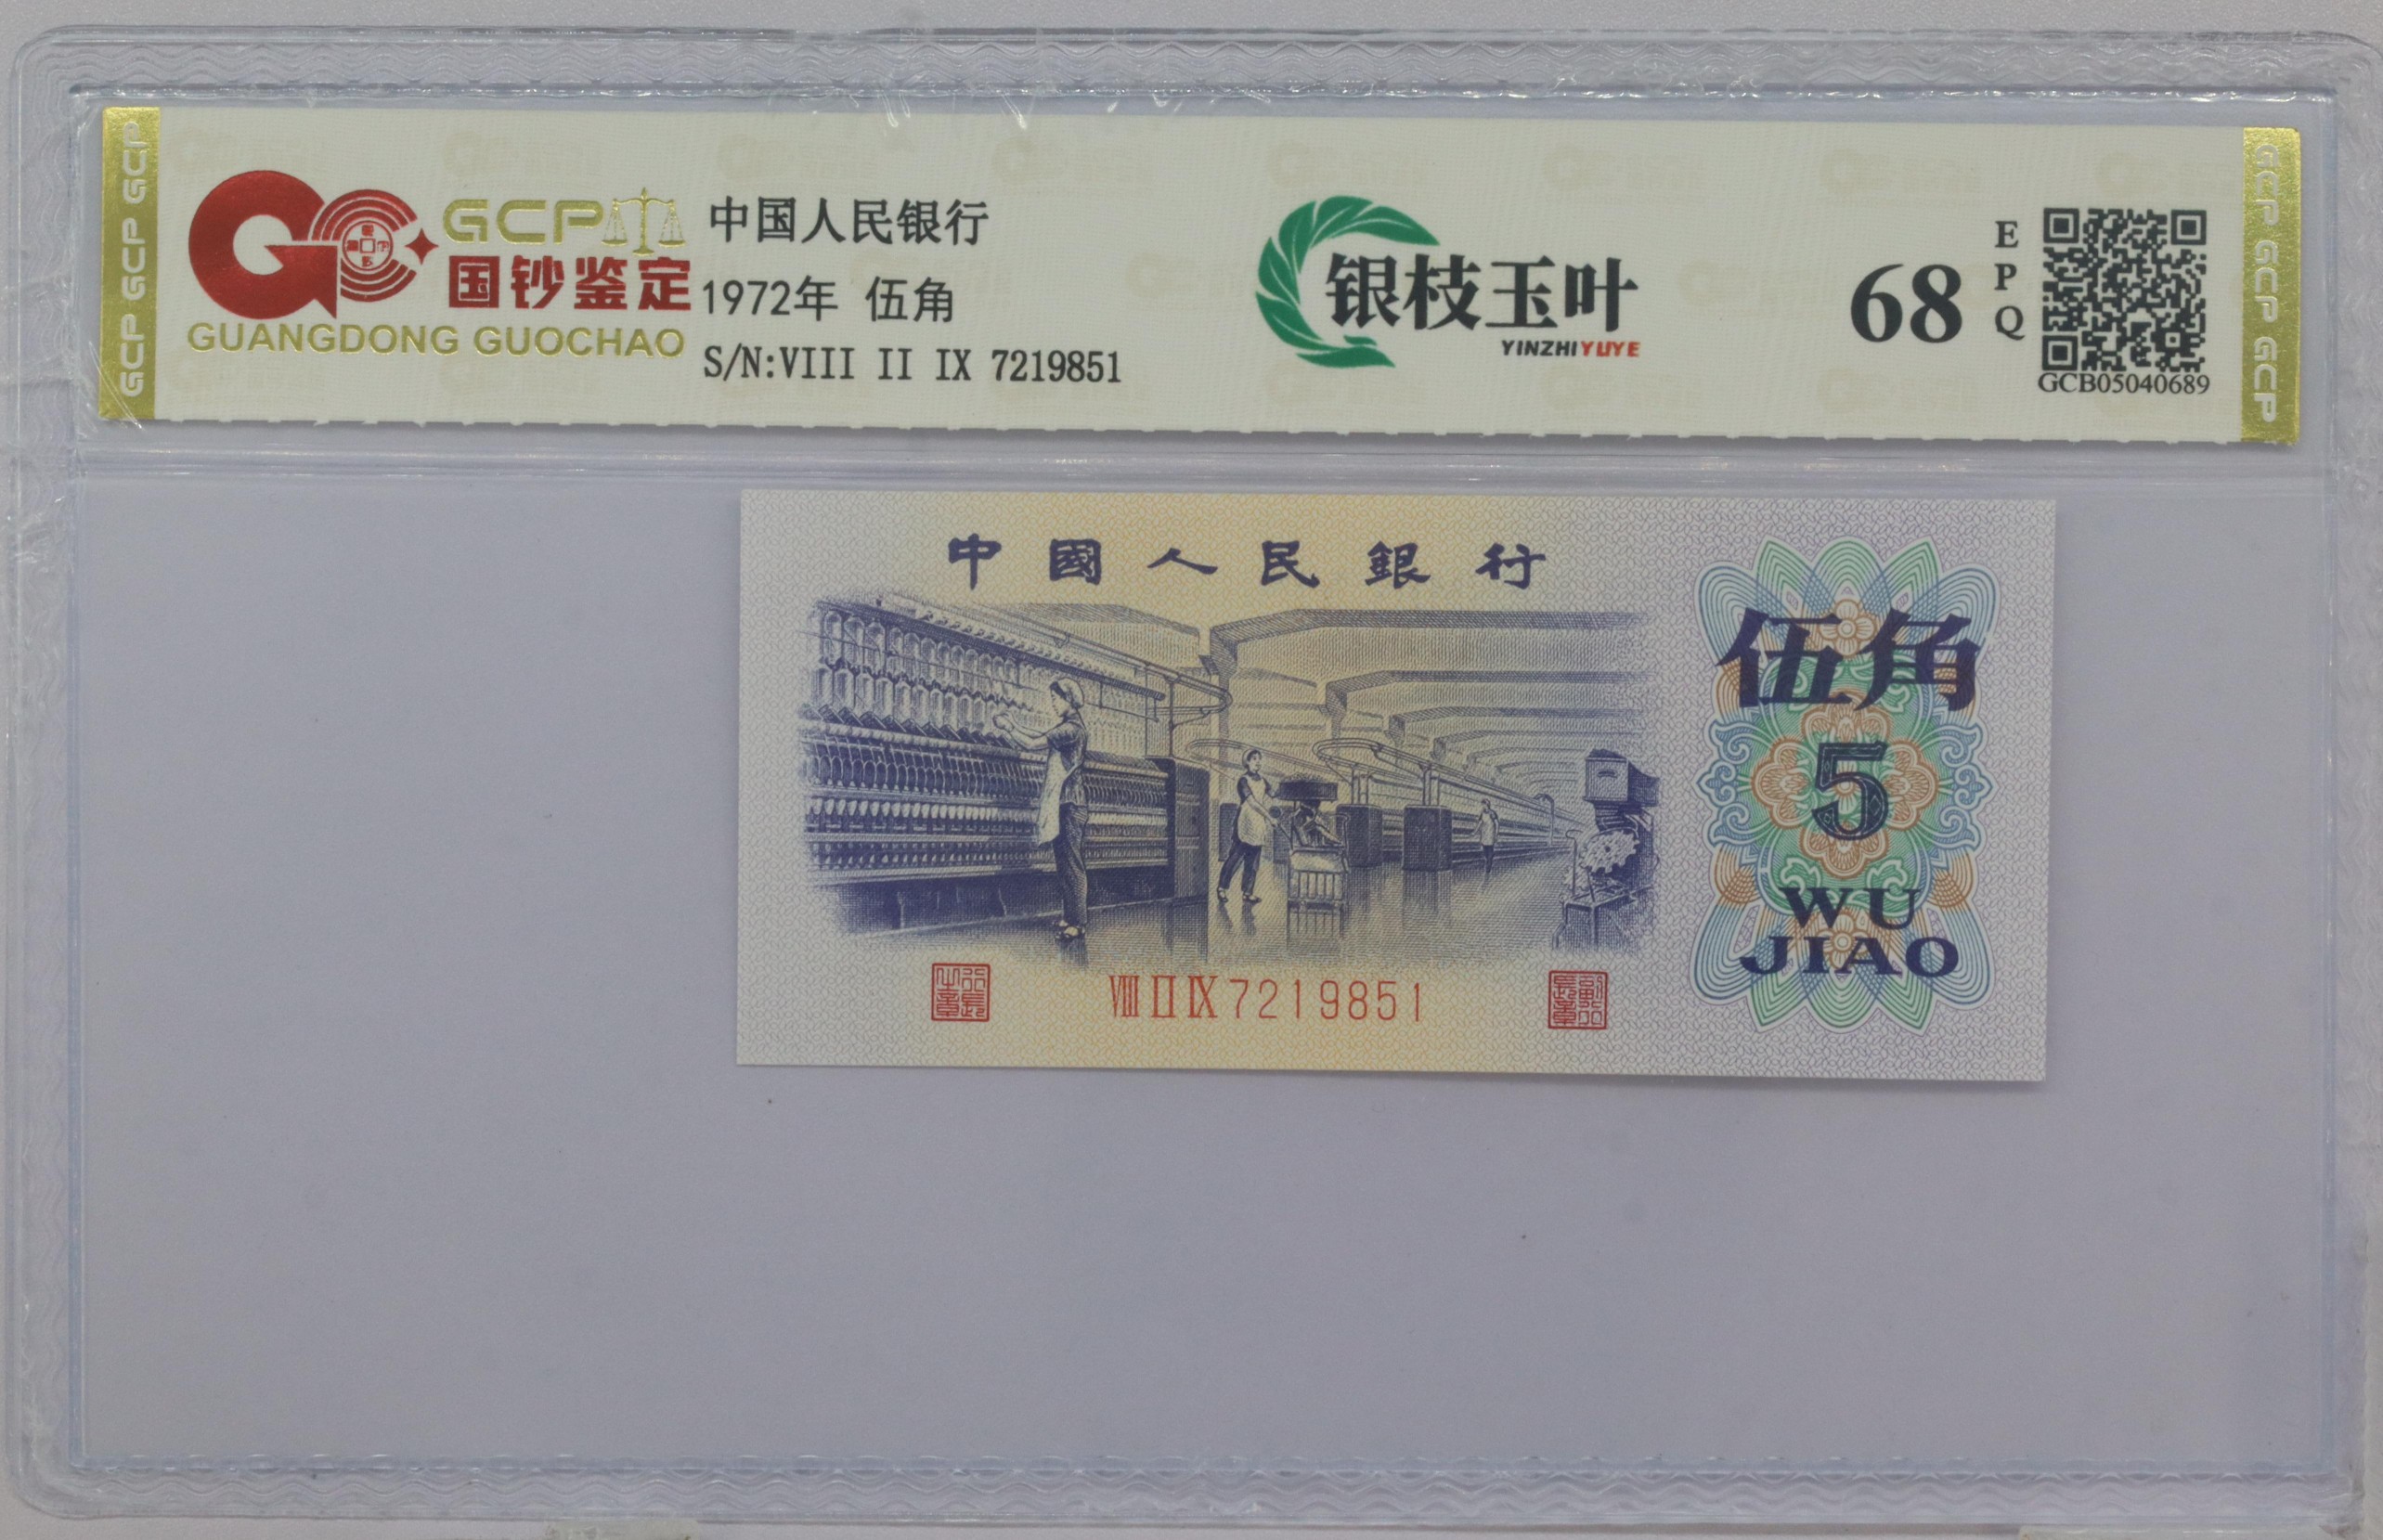 GCP GCP GCP
GCP
国钞鉴定
GUANGDONG GUOCHAO
中国人民银行
1972年 伍角
S/N:VIII II IX 7219851
银枝玉叶
YINZHIYUYE
68
EPQ
GCB05040689
GCP GCP GCP
中國人民銀行
伍角
5
WU
JIAO
VIII II IX 7219851